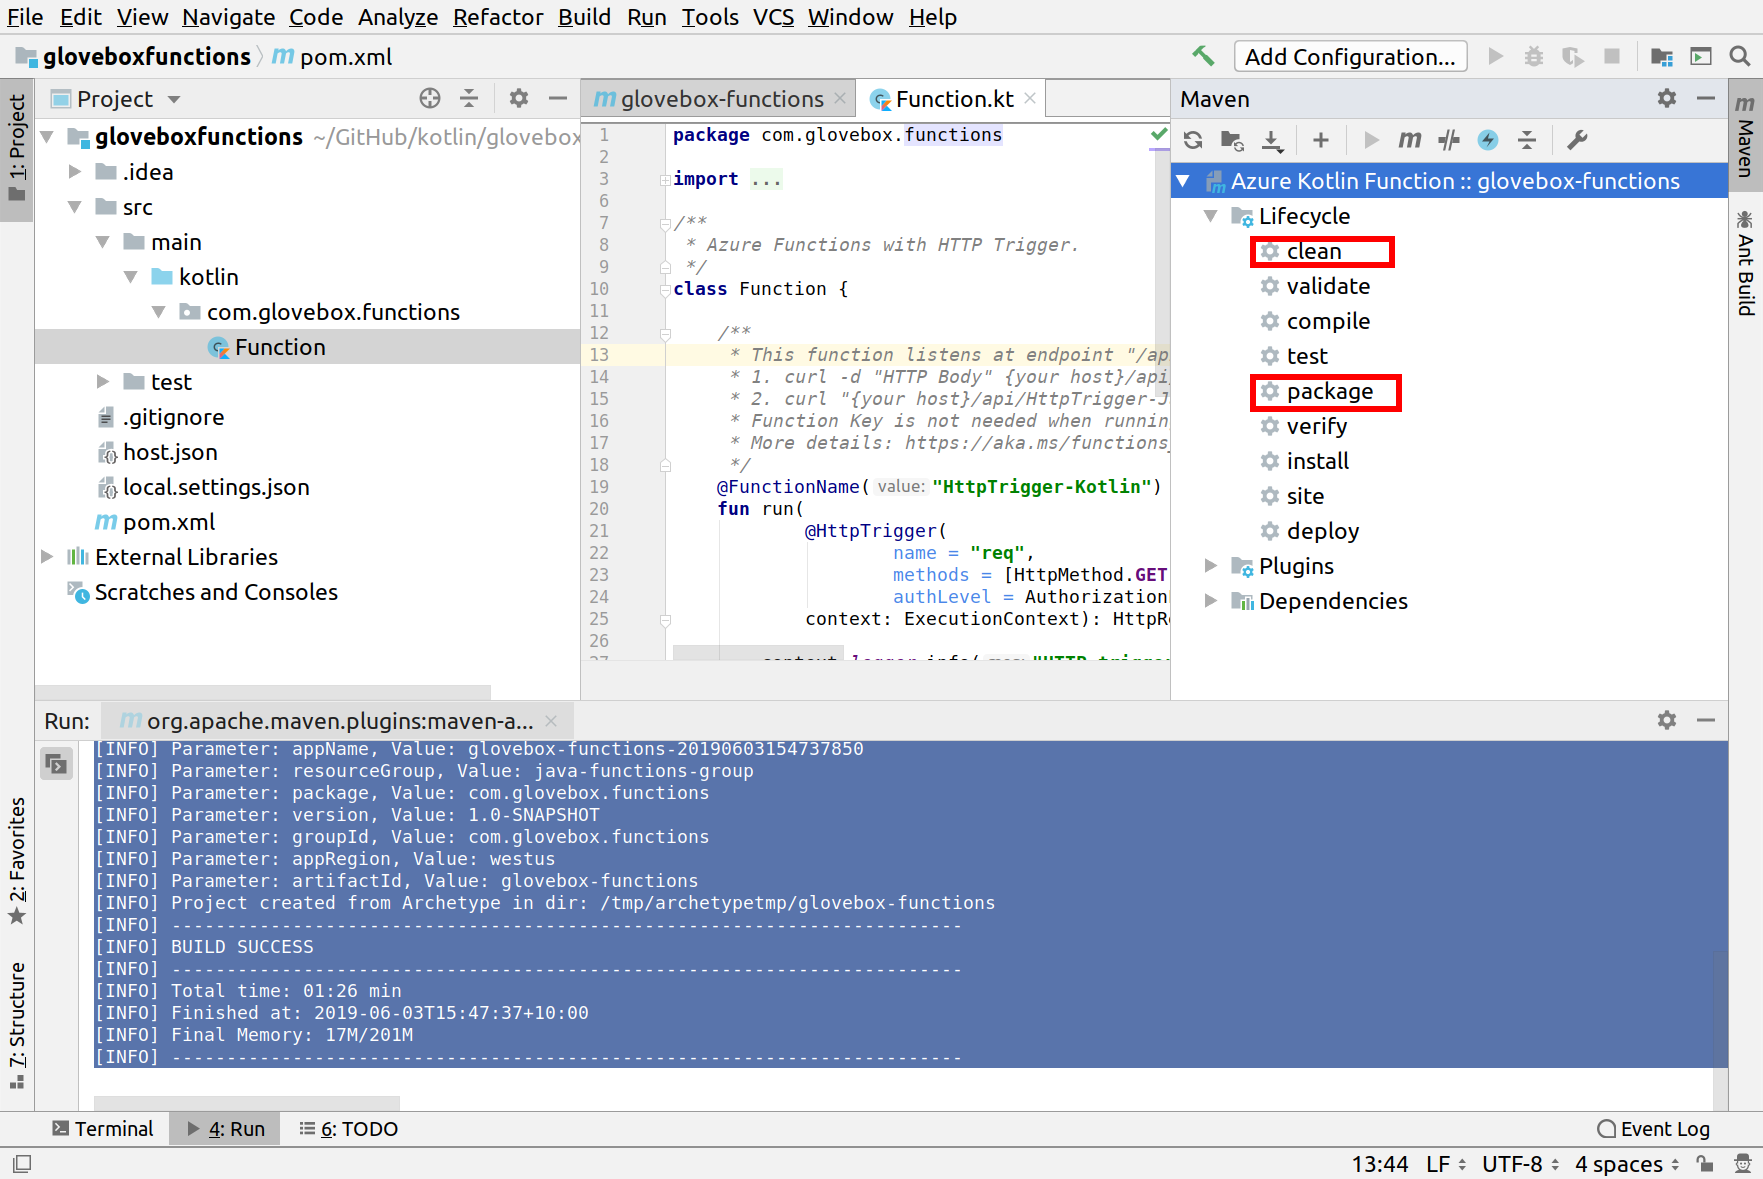 File Edit View Navigate Code Analyze Refactor Build Run Tools VCS Window Help
gloveboxfunctions pom.xml
Add Configuration...
1: Project
2: Favorites
7: Structure
Project
gloveboxfunctions ~/GitHub/kotlin/glovebox
.idea
src
main
kotlin
com.glovebox.functions
Function
test
.gitignore
host.json
local.settings.json
pom.xml
External Libraries
Scratches and Consoles
glovebox-functions
Function.kt
1 package com.glovebox.functions
2
3 import ...
6
7 /**
8 * Azure Functions with HTTP Trigger.
9 */
10 class Function {
11
12 /**
13 * This function listens at endpoint "/ap
14 * 1. curl -d "HTTP Body" {your host}/api
15 * 2. curl "{your host}/api/HttpTrigger-J
16 * Function Key is not needed when runnin
17 * More details: https://aka.ms/functions
18 */
19 @FunctionName( value: "HttpTrigger-Kotlin")
20 fun run(
21 @HttpTrigger(
22 name = "req",
23 methods = [HttpMethod.GET
24 authLevel = Authorization
25 context: ExecutionContext): HttpRe
26
27 context.logger.info( "HTTP trigge
Maven
Azure Kotlin Function :: glovebox-functions
Lifecycle
clean
validate
compile
test
package
verify
install
site
deploy
Plugins
Dependencies
Maven
Ant Build
Run: org.apache.maven.plugins:maven-a...
[INFO] Parameter: appName, Value: glovebox-functions-20190603154737850
[INFO] Parameter: resourceGroup, Value: java-functions-group
[INFO] Parameter: package, Value: com.glovebox.functions
[INFO] Parameter: version, Value: 1.0-SNAPSHOT
[INFO] Parameter: groupId, Value: com.glovebox.functions
[INFO] Parameter: appRegion, Value: westus
[INFO] Parameter: artifactId, Value: glovebox-functions
[INFO] Project created from Archetype in dir: /tmp/archetypetmp/glovebox-functions
[INFO] ------------------------------------------------------------------------
[INFO] BUILD SUCCESS
[INFO] ------------------------------------------------------------------------
[INFO] Total time: 01:26 min
[INFO] Finished at: 2019-06-03T15:47:37+10:00
[INFO] Final Memory: 17M/201M
[INFO] ------------------------------------------------------------------------
Terminal 4: Run 6: TODO Event Log
13:44 LF UTF-8 4 spaces